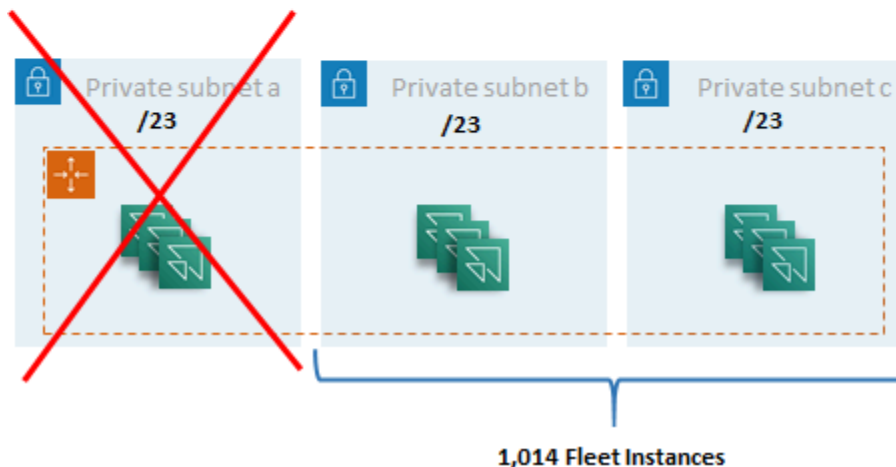 Private subnet a
/23
Private subnet b
/23
Private subnet c
/23
1,014 Fleet Instances